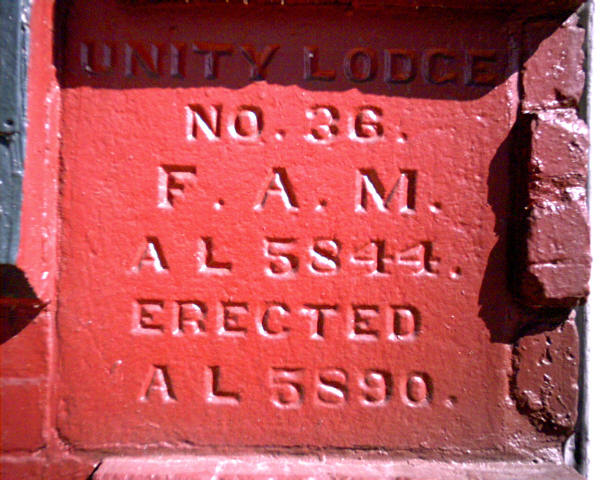 UNITY LODGE
NO. 36.
F. A. M.
A L 5844.
ERECTED
A L 5890.